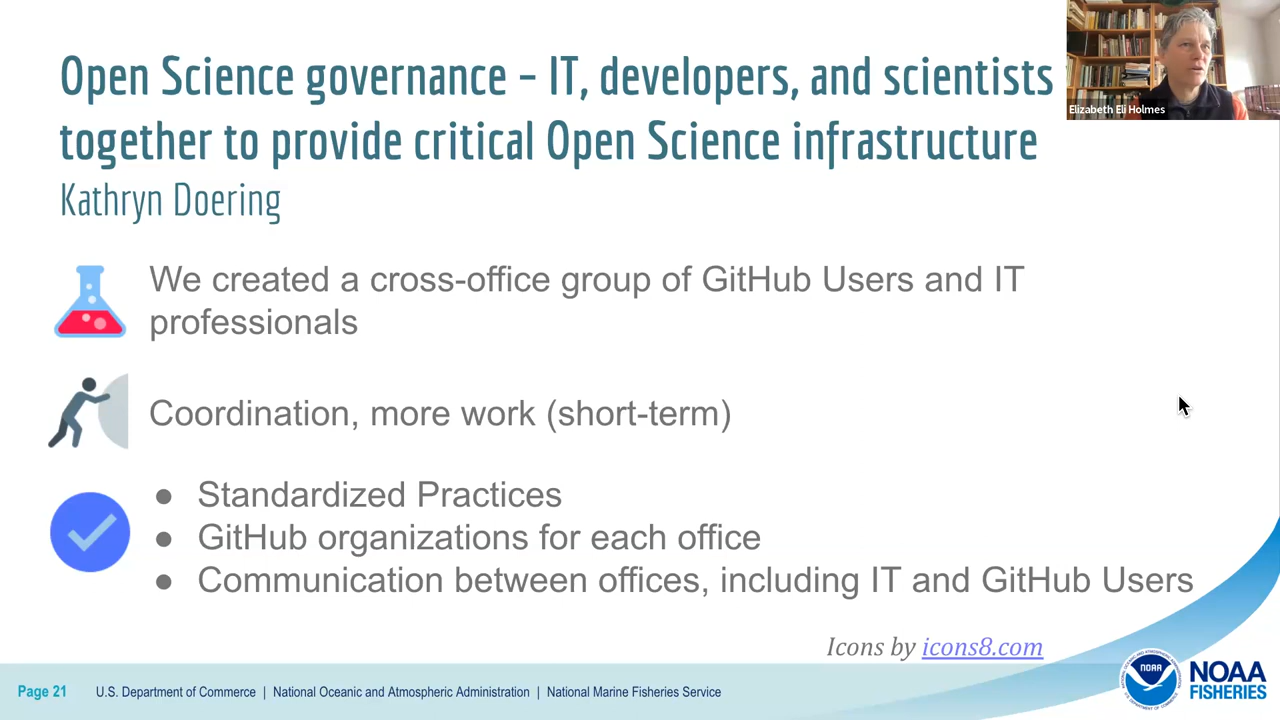 Open Science governance – IT, developers, and scientists
together to provide critical Open Science infrastructure
Kathryn Doering
Elizabeth Eli Holmes
We created a cross-office group of GitHub Users and IT
professionals
Coordination, more work (short-term)
● Standardized Practices
● GitHub organizations for each office
● Communication between offices, including IT and GitHub Users
Icons by icons8.com
Page 21
U.S. Department of Commerce | National Oceanic and Atmospheric Administration | National Marine Fisheries Service
NOAA
NOAA
FISHERIES